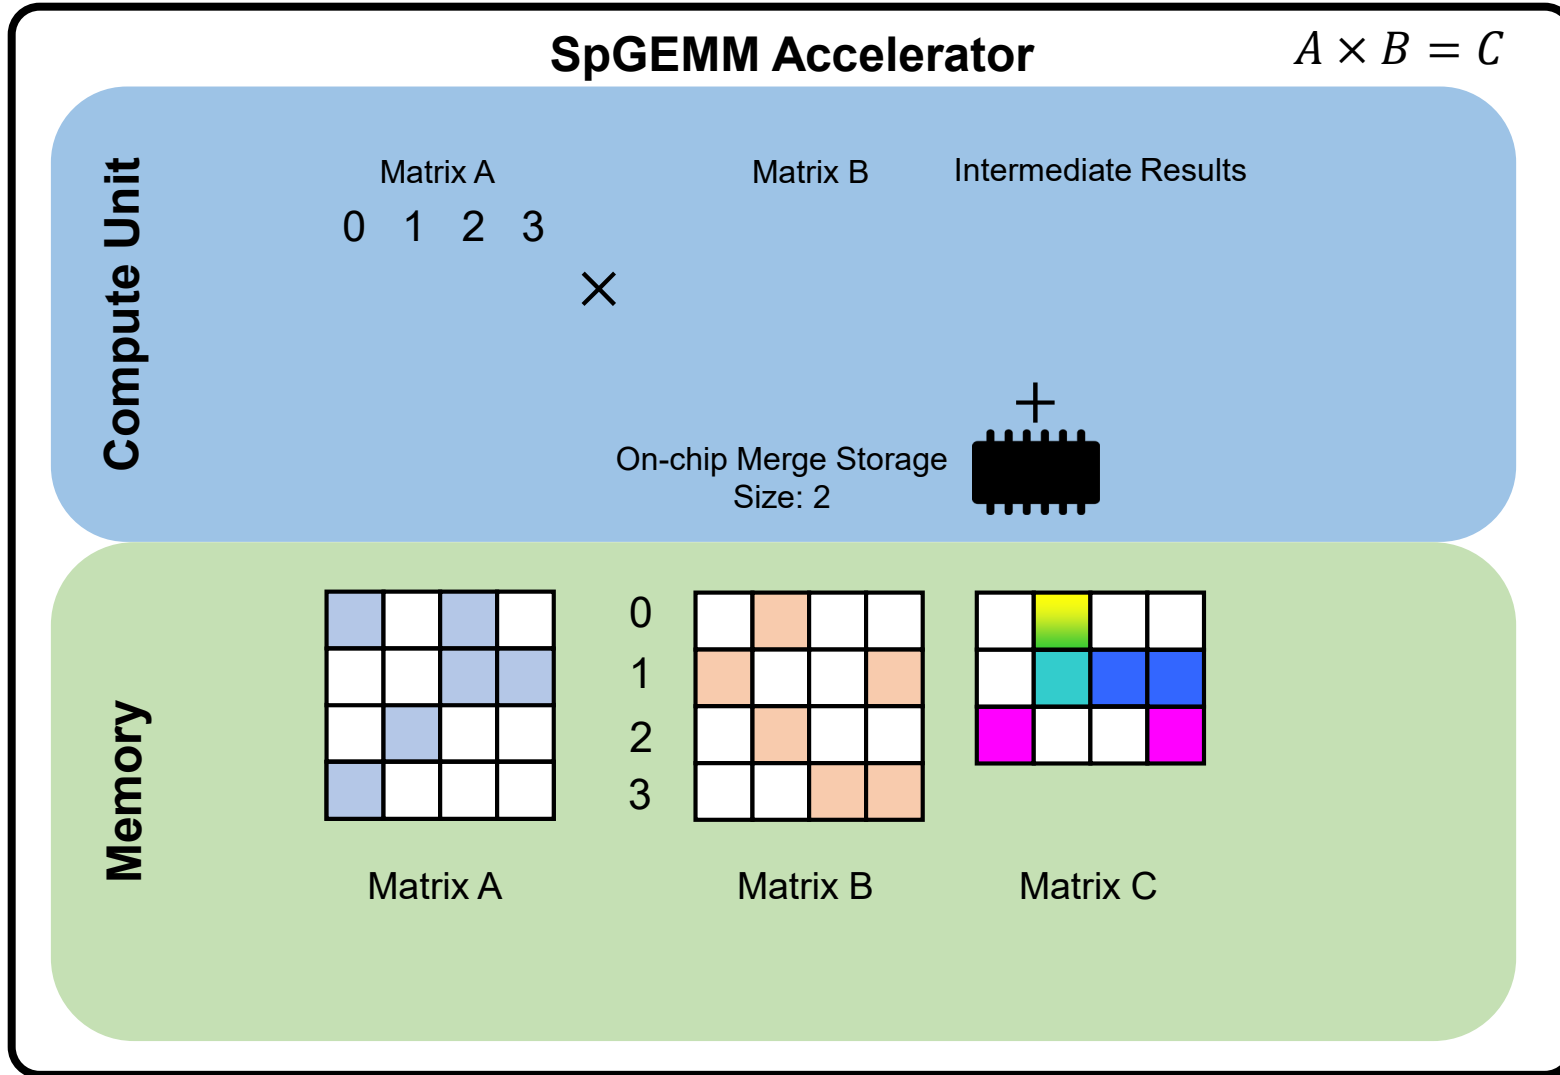 SpGEMM Accelerator
A × B = C
Compute Unit
Matrix A
Matrix B
Intermediate Results
0 1 2 3
×
+
On-chip Merge Storage
Size: 2
Memory
0
1
2
3
Matrix A
Matrix B
Matrix C